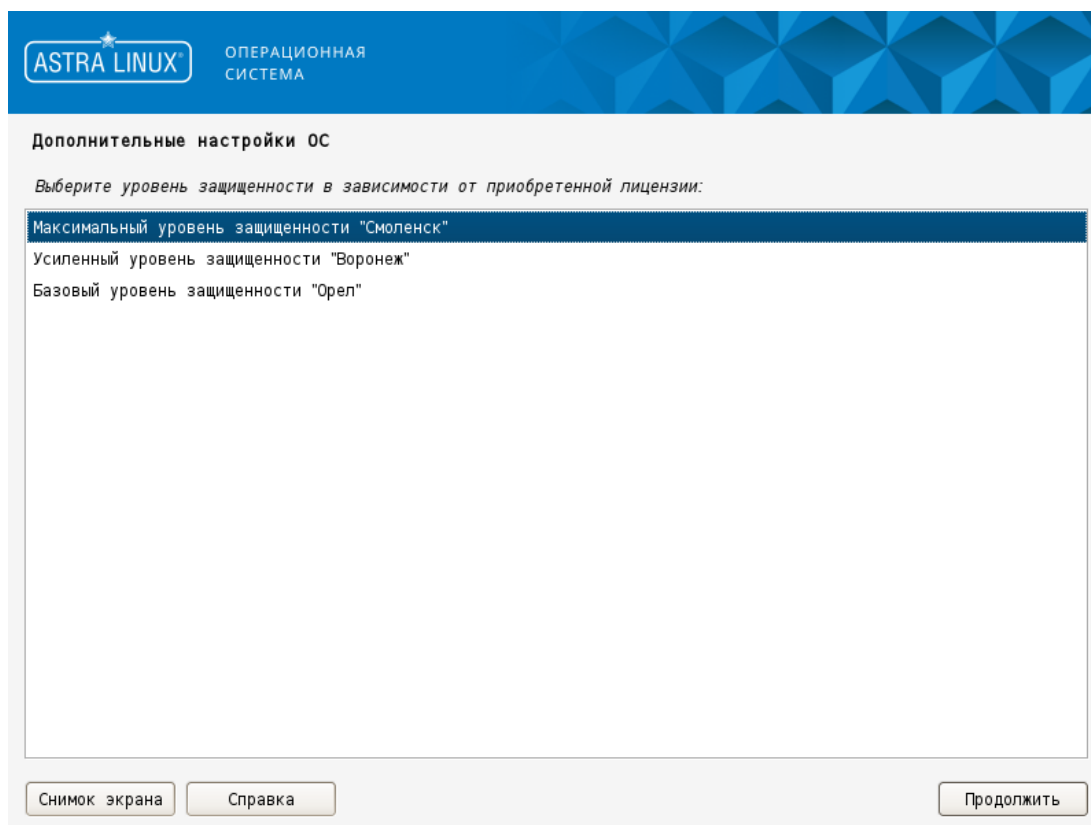 ASTRA LINUX®
ОПЕРАЦИОННАЯ
СИСТЕМА
Дополнительные настройки ОС
Выберите уровень защищенности в зависимости от приобретенной лицензии:
Максимальный уровень защищенности "Смоленск"
Усиленный уровень защищенности "Воронеж"
Базовый уровень защищенности "Орел"
Снимок экрана
Справка
Продолжить